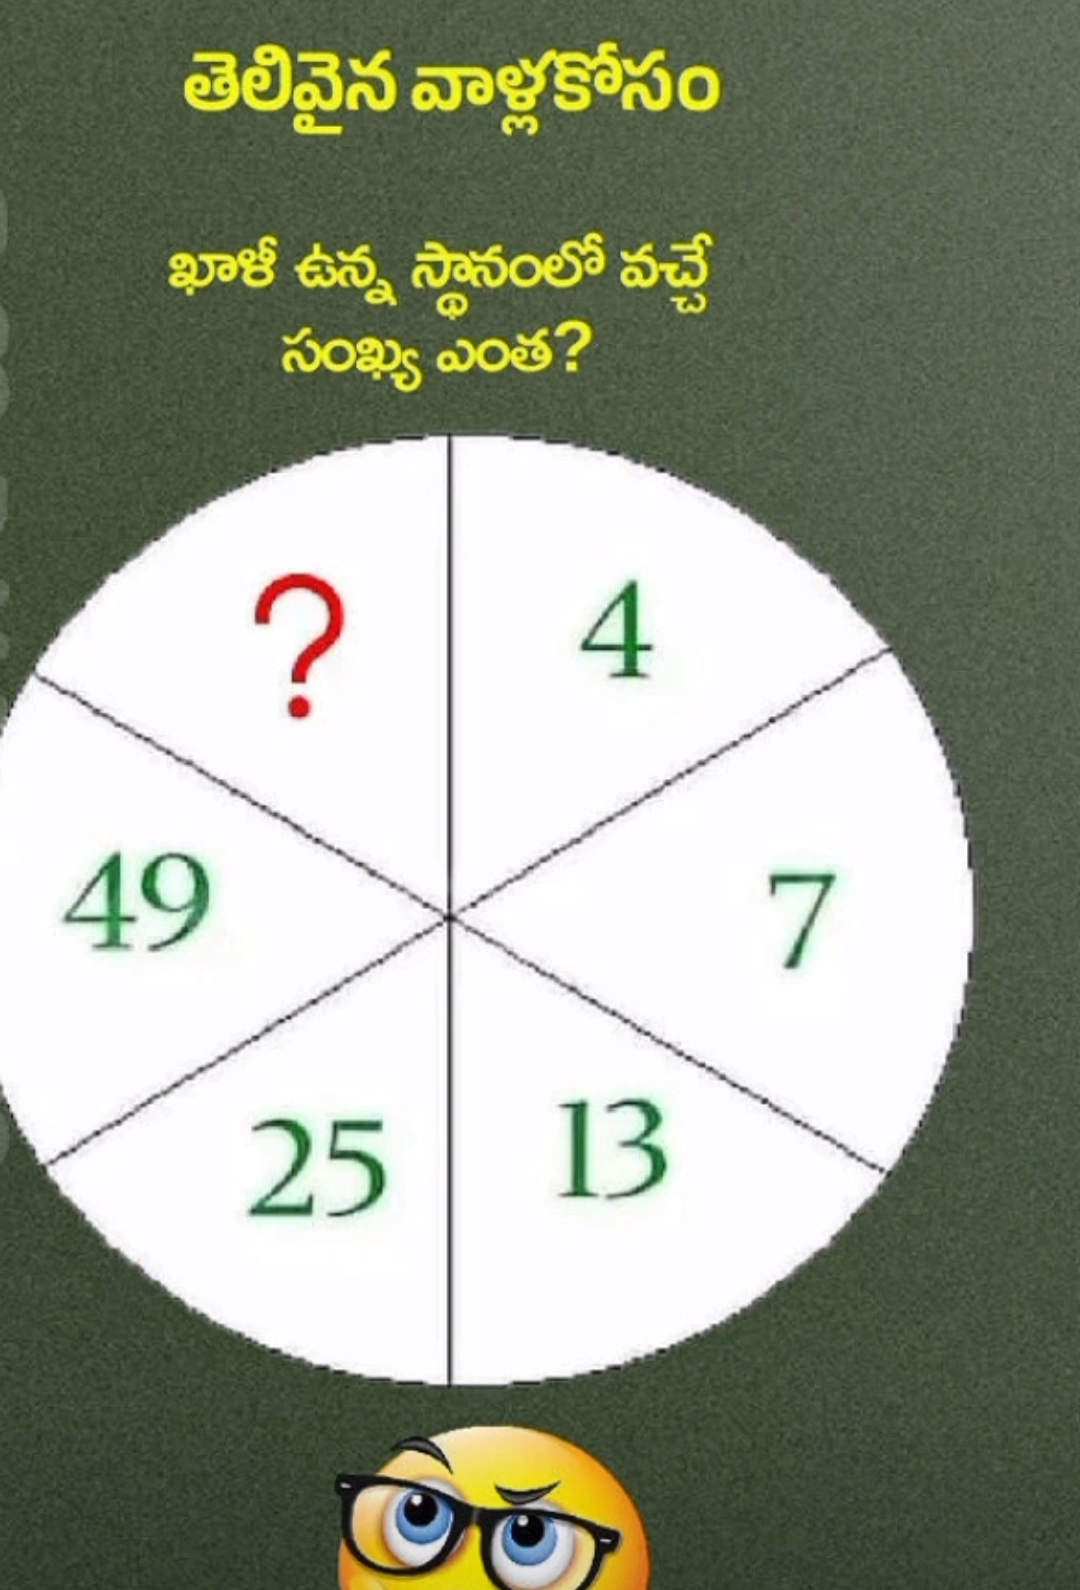 తెలివైన వాళ్లకోసం
ఖాళీ ఉన్న స్థానంలో వచ్చే
సంఖ్య ఎంత?
? 4
49 7
25 13